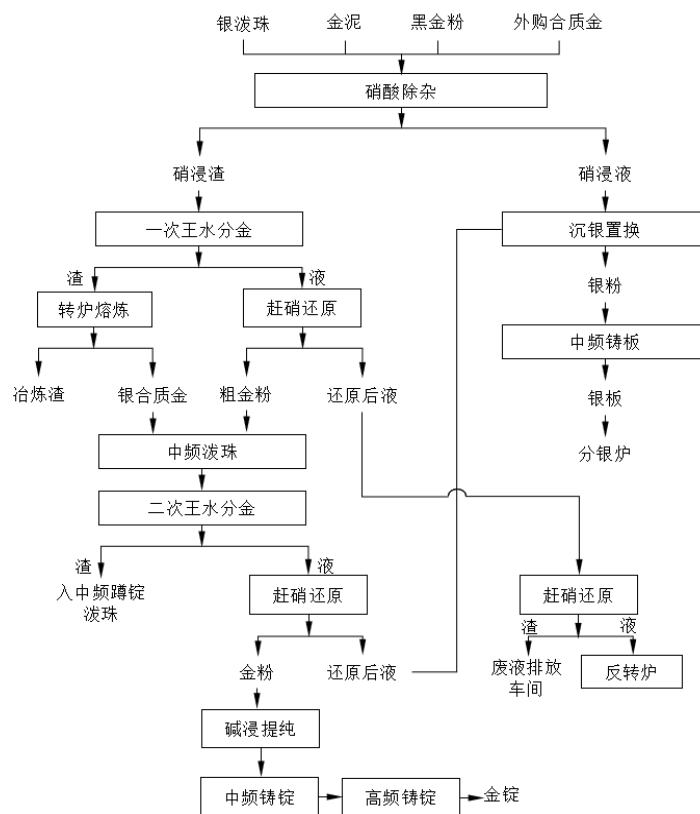 银泼珠 金泥 黑金粉 外购合质金
硝酸除杂
硝浸渣 硝浸液
一次王水分金 沉银置换
渣 液
银粉
转炉熔炼 赶硝还原
中频铸板
冶炼渣 银合质金 粗金粉 还原后液 银板
中频泼珠 分银炉
二次王水分金
渣 液
入中频蹲锭
泼珠
赶硝还原 赶硝还原
渣 液
金粉 还原后液 废液排放
车间
反转炉
碱浸提纯
中频铸锭 高频铸锭 金锭